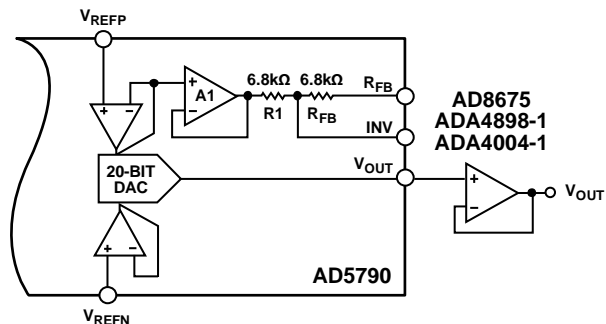 VREFP
6.8kΩ 6.8kΩ
RFB
+ –
– +
A1
–
R1 RFB
INV
AD8675
ADA4898-1
ADA4004-1
20-BIT
DAC
VOUT
+
–
VOUT
+ –
AD5790
VREFN